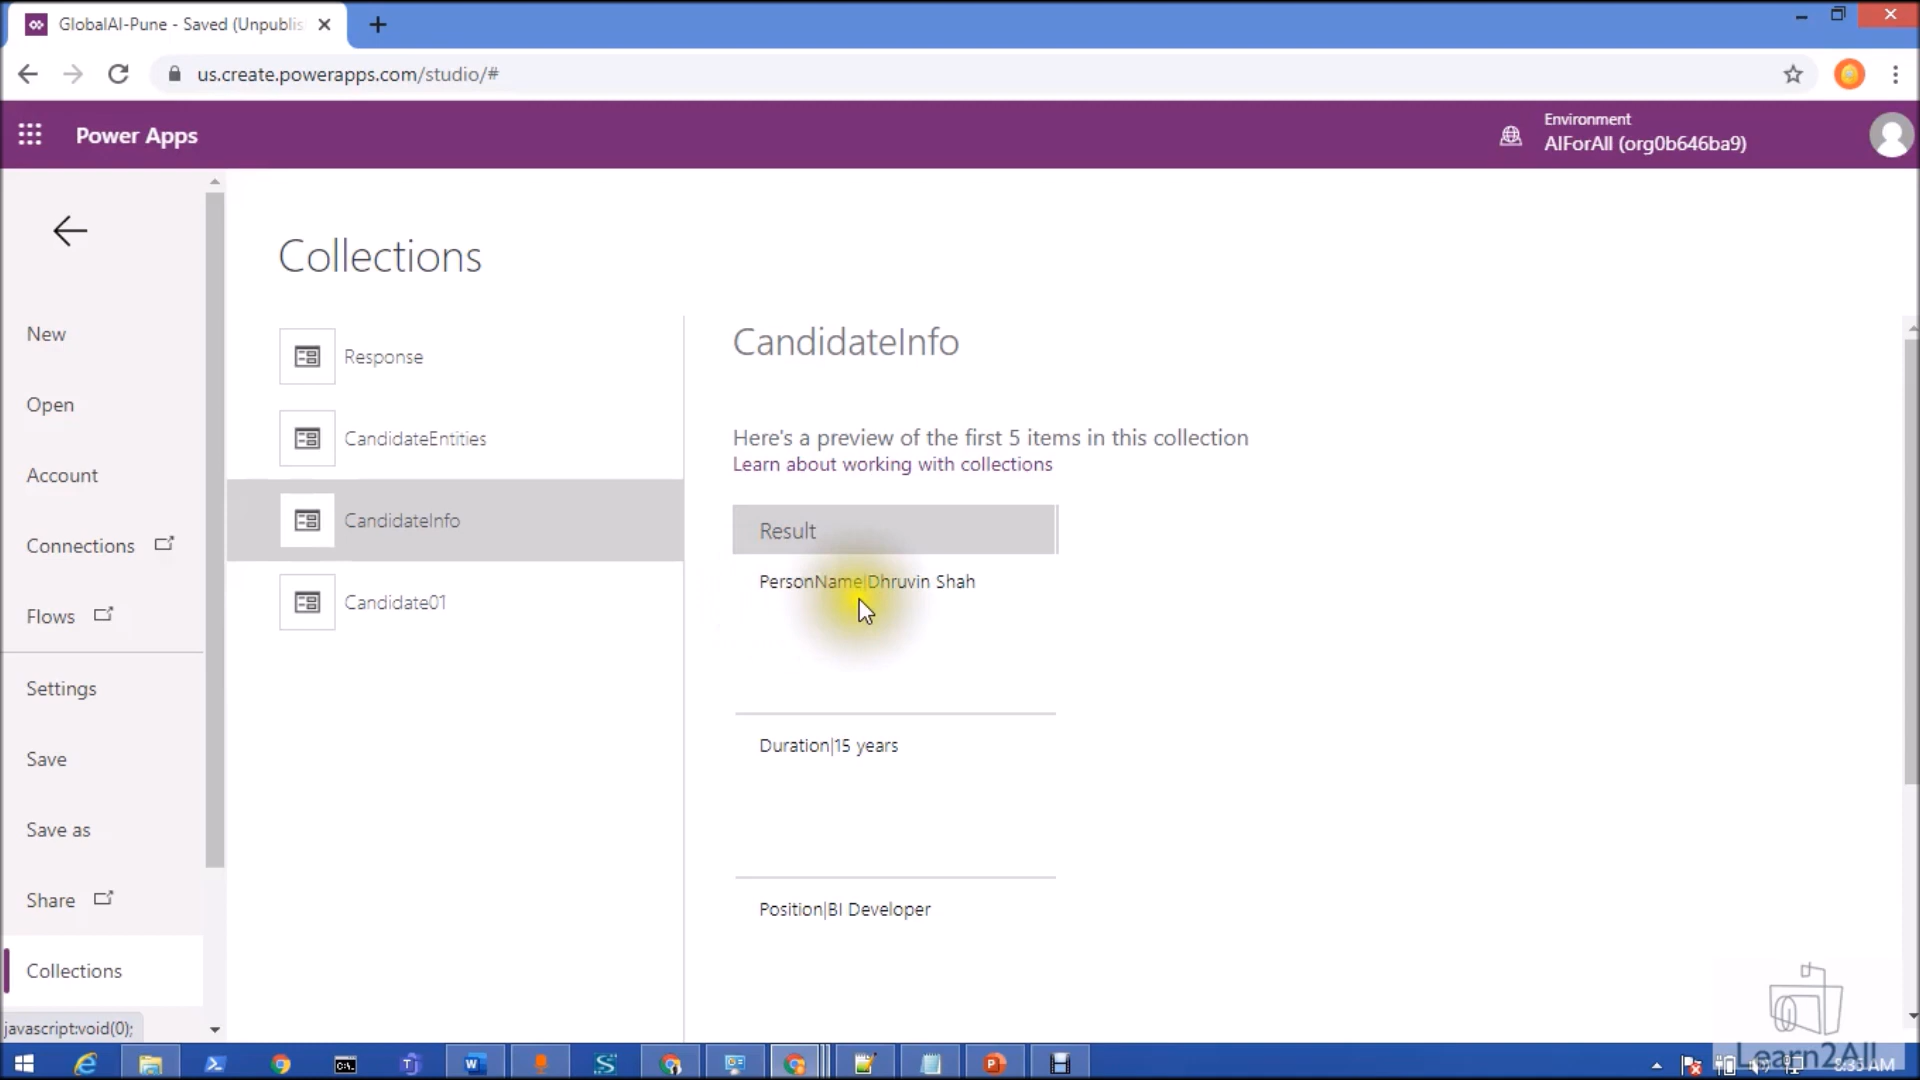 GlobalAI-Pune - Saved (Unpublis
us.create.powerapps.com/studio/#
Power Apps
Environment
AIForAll (org0b646ba9)
New
Open
Account
Connections
Flows
Settings
Save
Save as
Share
Collections
javascript:void(0);
Collections
Response
CandidateEntities
CandidateInfo
Candidate01
CandidateInfo
Here's a preview of the first 5 items in this collection
Learn about working with collections
Result
PersonName|Dhruvin Shah
Duration|15 years
Position|BI Developer
Learn2All
8:35 AM